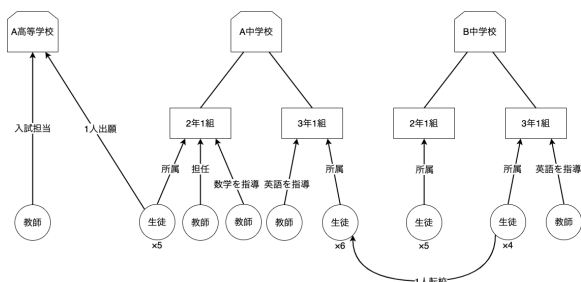 A高等学校
A中学校
B中学校
2年1組
3年1組
2年1組
3年1組
入試担当
1人出願
所属
担任
数学を指導
英語を指導
所属
所属
所属
英語を指導
教師
生徒
教師
教師
教師
生徒
生徒
生徒
教師
×5
×6
×5
×4
1人転校